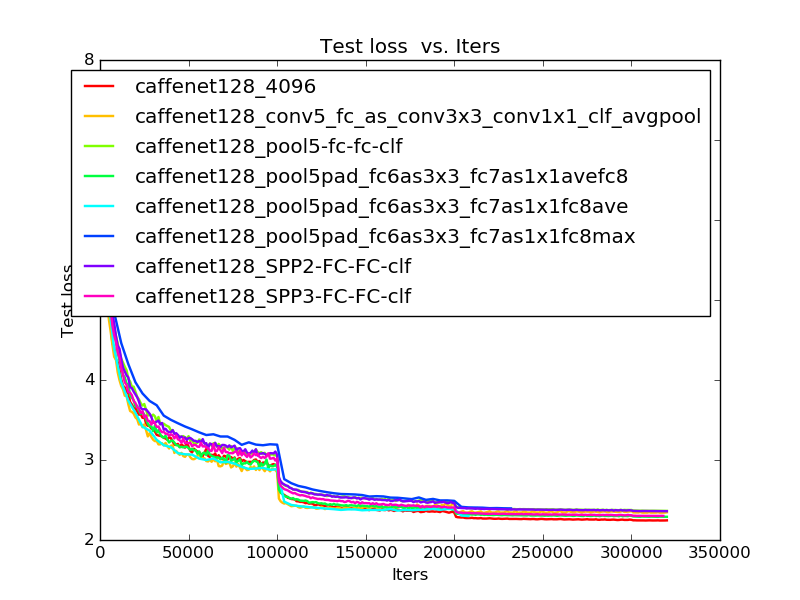 Test loss vs. Iters
8
caffenet128_4096
caffenet128_conv5_fc_as_conv3x3_conv1x1_clf_avgpool
caffenet128_pool5-fc-fc-clf
caffenet128_pool5pad_fc6as3x3_fc7as1x1avefc8
caffenet128_pool5pad_fc6as3x3_fc7as1x1fc8ave
caffenet128_pool5pad_fc6as3x3_fc7as1x1fc8max
caffenet128_SPP2-FC-FC-clf
caffenet128_SPP3-FC-FC-clf
Test loss
4
3
2
0 50000 100000 150000 200000 250000 300000 350000
Iters